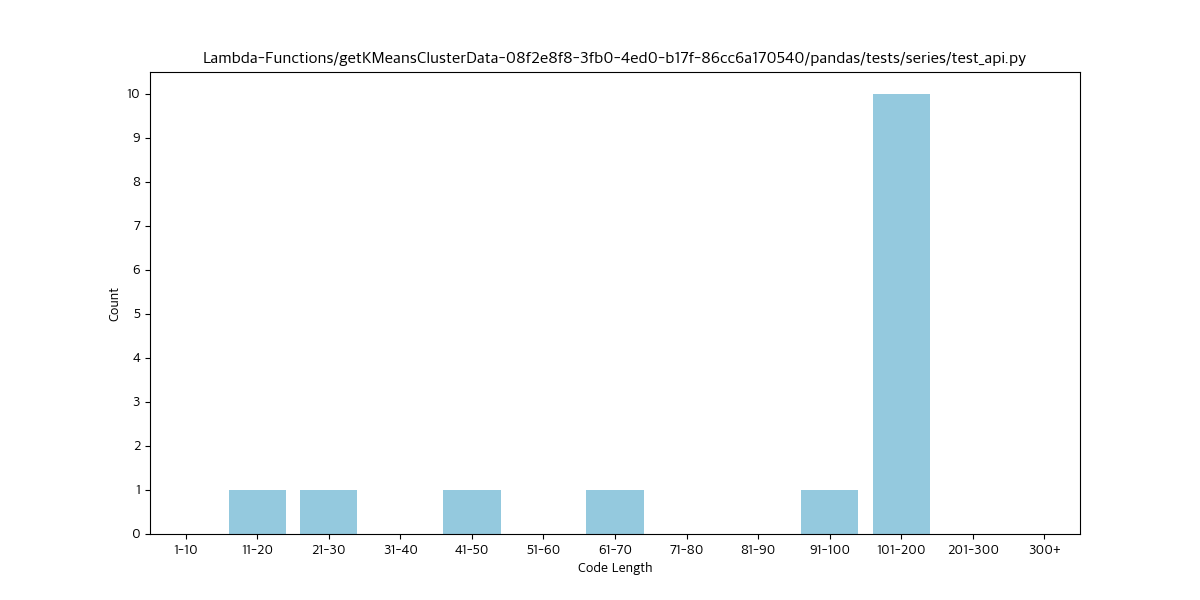 Lambda-Functions/getKMeansClusterData-08f2e8f8-3fb0-4ed0-b17f-86cc6a170540/pandas/tests/series/test_api.py
10
9
8
7
6
5
4
3
2
1
0
Count
1-10 11-20 21-30 31-40 41-50 51-60 61-70 71-80 81-90 91-100 101-200 201-300 300+
Code Length